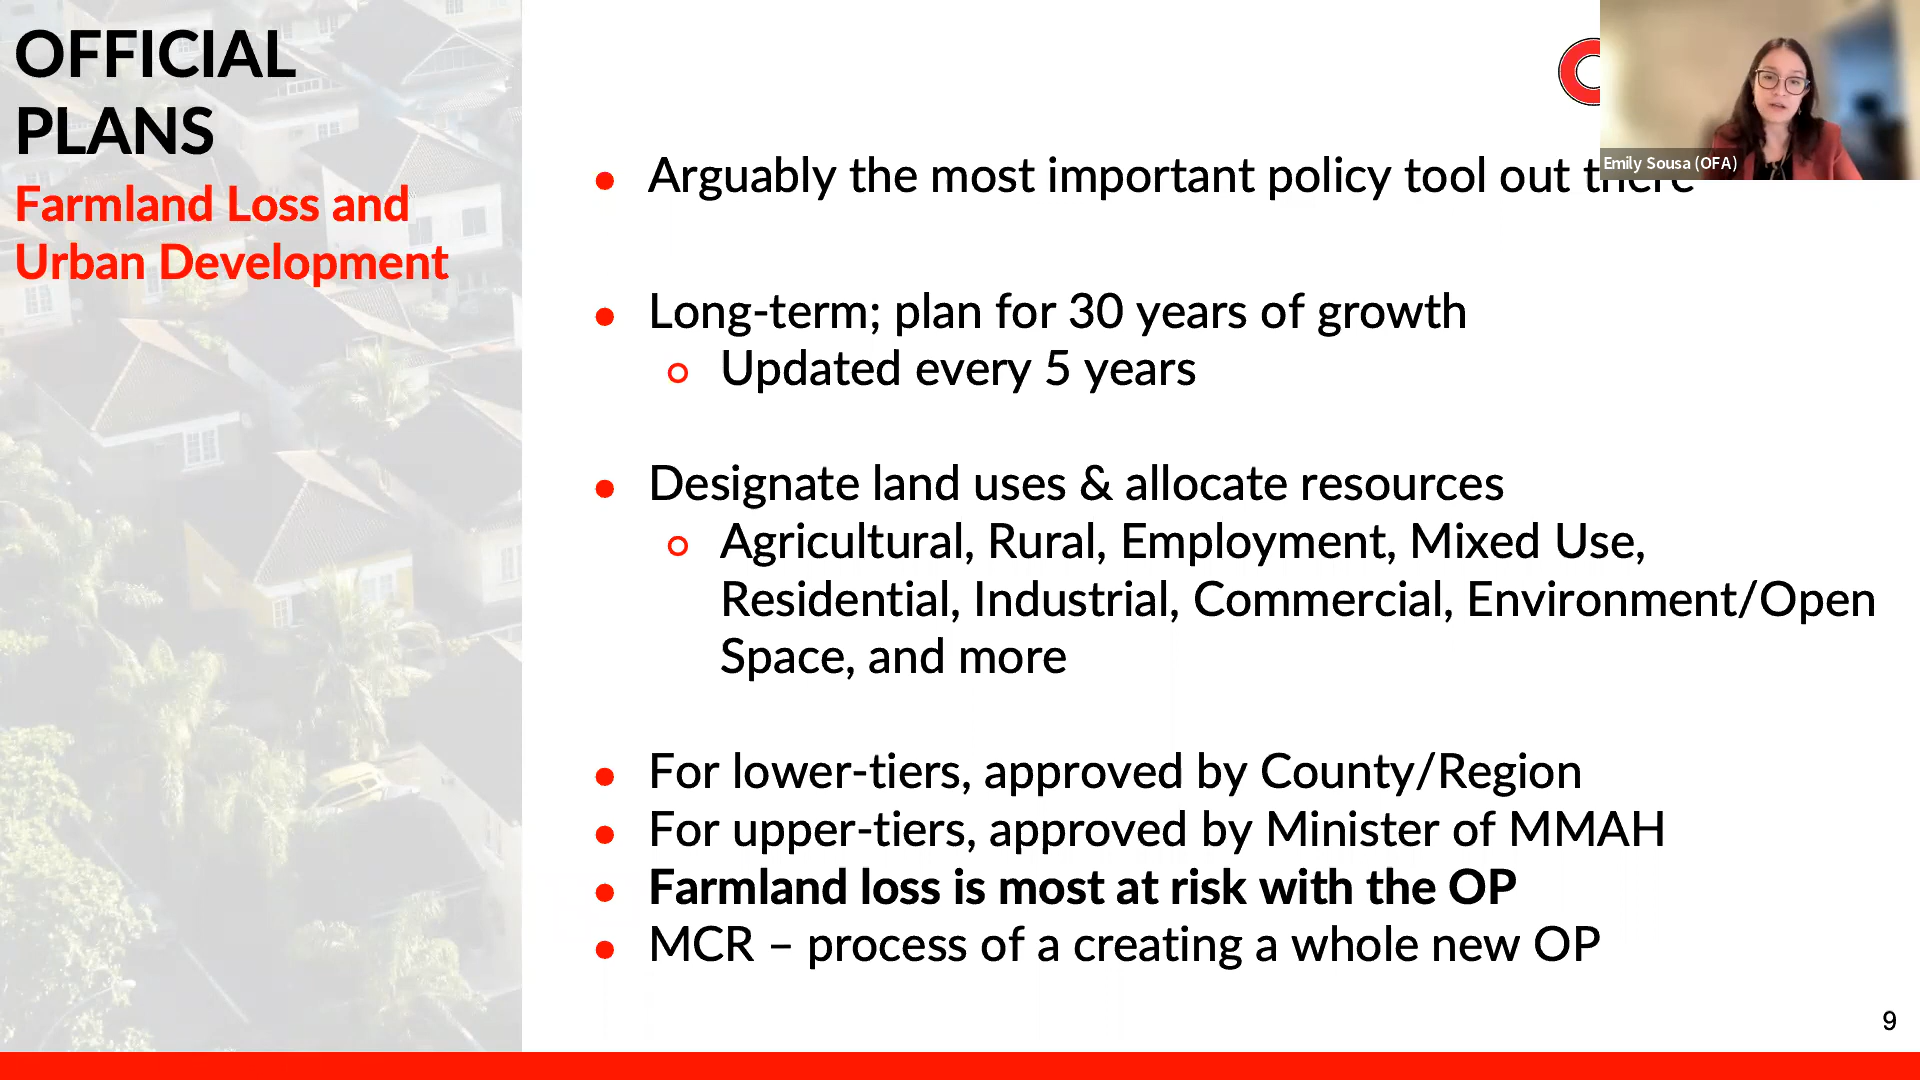 OFFICIAL
PLANS
Farmland Loss and
Urban Development
Emily Sousa (OFA)
● Arguably the most important policy tool out there
● Long-term; plan for 30 years of growth
○ Updated every 5 years
● Designate land uses & allocate resources
○ Agricultural, Rural, Employment, Mixed Use,
Residential, Industrial, Commercial, Environment/Open
Space, and more
● For lower-tiers, approved by County/Region
● For upper-tiers, approved by Minister of MMAH
● Farmland loss is most at risk with the OP
● MCR – process of a creating a whole new OP
9